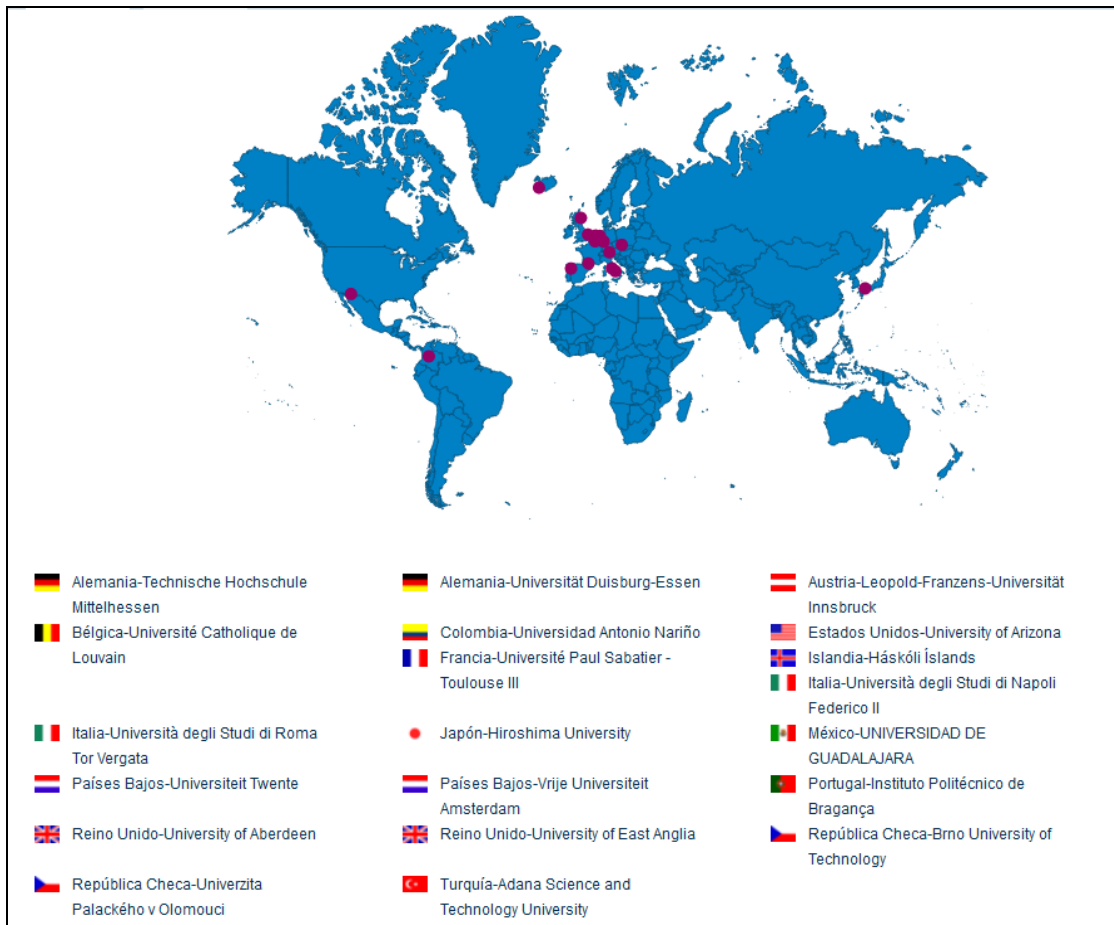 Alemania-Technische Hochschule
Mittelhessen
Alemania-Universität Duisburg-Essen
Austria-Leopold-Franzens-Universität
Innsbruck
Bélgica-Université Catholique de
Louvain
Colombia-Universidad Antonio Nariño
Estados Unidos-University of Arizona
Francia-Université Paul Sabatier -
Toulouse III
Islandia-Háskóli Íslands
Italia-Università degli Studi di Napoli
Federico II
Italia-Università degli Studi di Roma
Tor Vergata
Japón-Hiroshima University
México-UNIVERSIDAD DE
GUADALAJARA
Países Bajos-Universiteit Twente
Países Bajos-Vrije Universiteit
Amsterdam
Portugal-Instituto Politécnico de
Bragança
Reino Unido-University of Aberdeen
Reino Unido-University of East Anglia
República Checa-Brno University of
Technology
República Checa-Univerzita
Palackého v Olomouci
Turquía-Adana Science and
Technology University